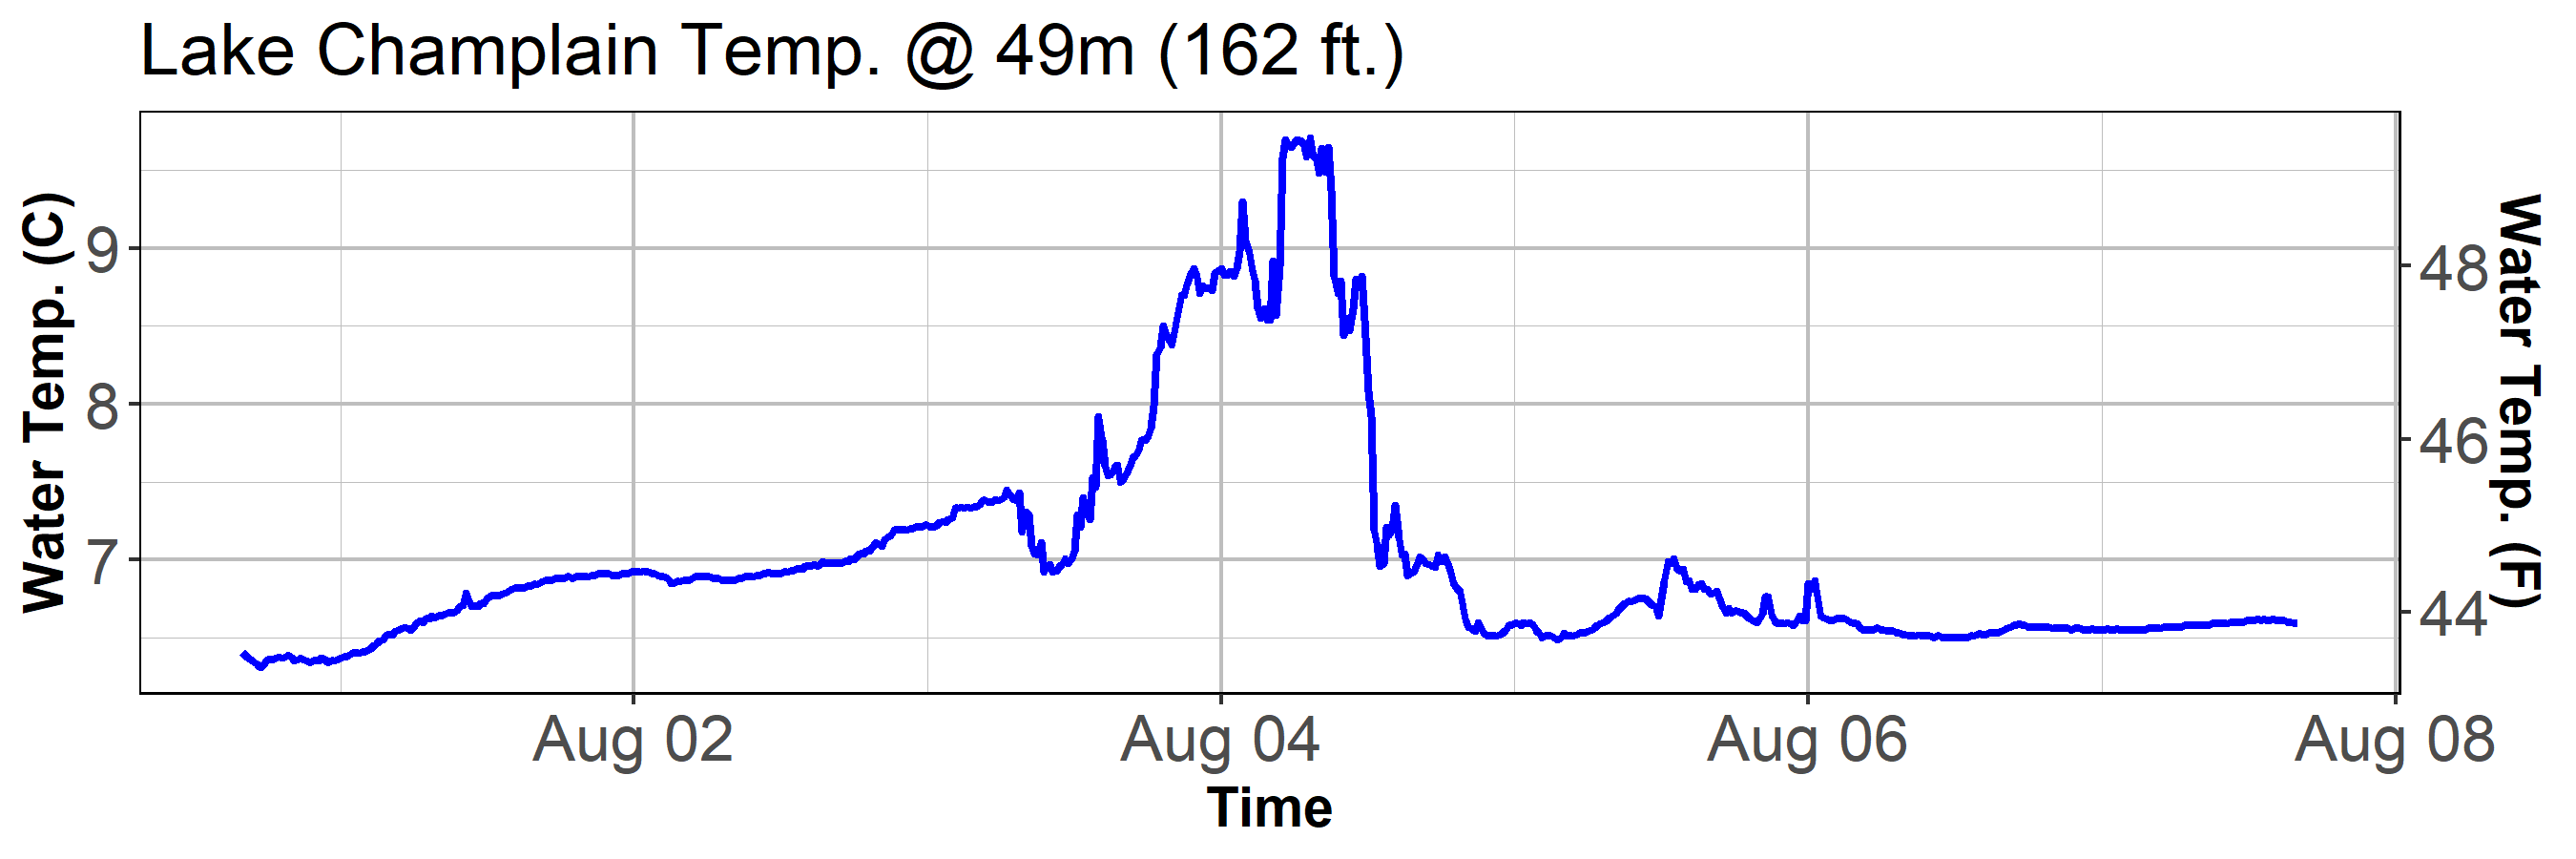 Lake Champlain Temp. @ 49m (162 ft.)
Water Temp. (C)
9
8
7
48
46
44
Water Temp. (F)
Aug 02
Aug 04
Aug 06
Aug 08
Time